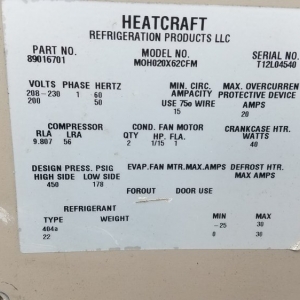 HEATCRAFT
REFRIGERATION PRODUCTS LLC
PART NO. MODEL NO. SERIAL NO.
89016701 MOH020X62CFM T12L04540
VOLTS PHASE HERTZ MIN. CIRC. MAX. OVERCURREN
208-230 1 60 AMPACITY PROTECTIVE DEVICE
200 50 USE 75º WIRE AMPS
15 20
COMPRESSOR COND. FAN MOTOR CRANKCASE HTR.
RLA LRA QTY HP. FLA. WATTS
9.807 56 2 1/15 1 40
DESIGN PRESS. PSIG EVAP.FAN MTR.MAX.AMPS DEFROST HTR.
HIGH SIDE LOW SIDE MAX AMPS
450 178
FOROUT DOOR USE
REFRIGERANT
TYPE WEIGHT MIN MAX
404a -25 30
22 0 30